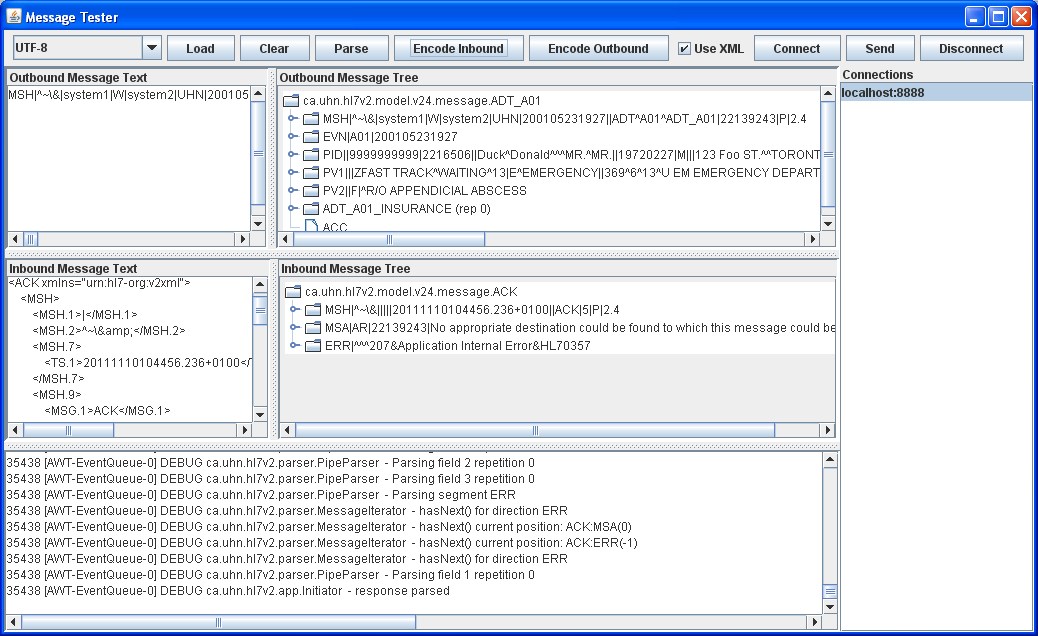 Message Tester
UTF-8 Load Clear Parse Encode Inbound Encode Outbound Use XML Connect Send Disconnect
Outbound Message Text
MSH|^~\&|system1|W|system2|UHN|200105
Outbound Message Tree
ca.uhn.hl7v2.model.v24.message.ADT_A01
MSH|^~\&|system1|W|system2|UHN|200105231927||ADT^A01^ADT_A01|22139243|P|2.4
EVN|A01|200105231927
PID||9999999999|2216506||Duck^Donald^^^MR.^MR.||19720227|M|||123 Foo ST.^^TORONT
PV1|||ZFAST TRACK^WAITING^13|E^EMERGENCY||369^6^13^U EM EMERGENCY DEPART
PV2||F|^R/O APPENDICIAL ABSCESS
ADT_A01_INSURANCE (rep 0)
ACC
Connections
localhost:8888
Inbound Message Text
<ACK xmlns="urn:hl7-org:v2xml">
<MSH>
<MSH.1>|</MSH.1>
<MSH.2>^~\&amp;</MSH.2>
<MSH.7>
<TS.1>20111110104456.236+0100</
</MSH.7>
<MSH.9>
<MSG.1>ACK</MSG.1>
Inbound Message Tree
ca.uhn.hl7v2.model.v24.message.ACK
MSH|^~\&|||||20111110104456.236+0100||ACK|5|P|2.4
MSA|AR|22139243|No appropriate destination could be found to which this message could be
ERR|^^^207&Application Internal Error&HL70357
35438 [AWT-EventQueue-0] DEBUG ca.uhn.hl7v2.parser.PipeParser - Parsing field 2 repetition 0
35438 [AWT-EventQueue-0] DEBUG ca.uhn.hl7v2.parser.PipeParser - Parsing field 3 repetition 0
35438 [AWT-EventQueue-0] DEBUG ca.uhn.hl7v2.parser.PipeParser - Parsing segment ERR
35438 [AWT-EventQueue-0] DEBUG ca.uhn.hl7v2.parser.MessageIterator - hasNext() for direction ERR
35438 [AWT-EventQueue-0] DEBUG ca.uhn.hl7v2.parser.MessageIterator - hasNext() current position: ACK:MSA(0)
35438 [AWT-EventQueue-0] DEBUG ca.uhn.hl7v2.parser.MessageIterator - hasNext() current position: ACK:ERR(-1)
35438 [AWT-EventQueue-0] DEBUG ca.uhn.hl7v2.parser.MessageIterator - hasNext() for direction ERR
35438 [AWT-EventQueue-0] DEBUG ca.uhn.hl7v2.parser.PipeParser - Parsing field 1 repetition 0
35438 [AWT-EventQueue-0] DEBUG ca.uhn.hl7v2.app.Initiator - response parsed